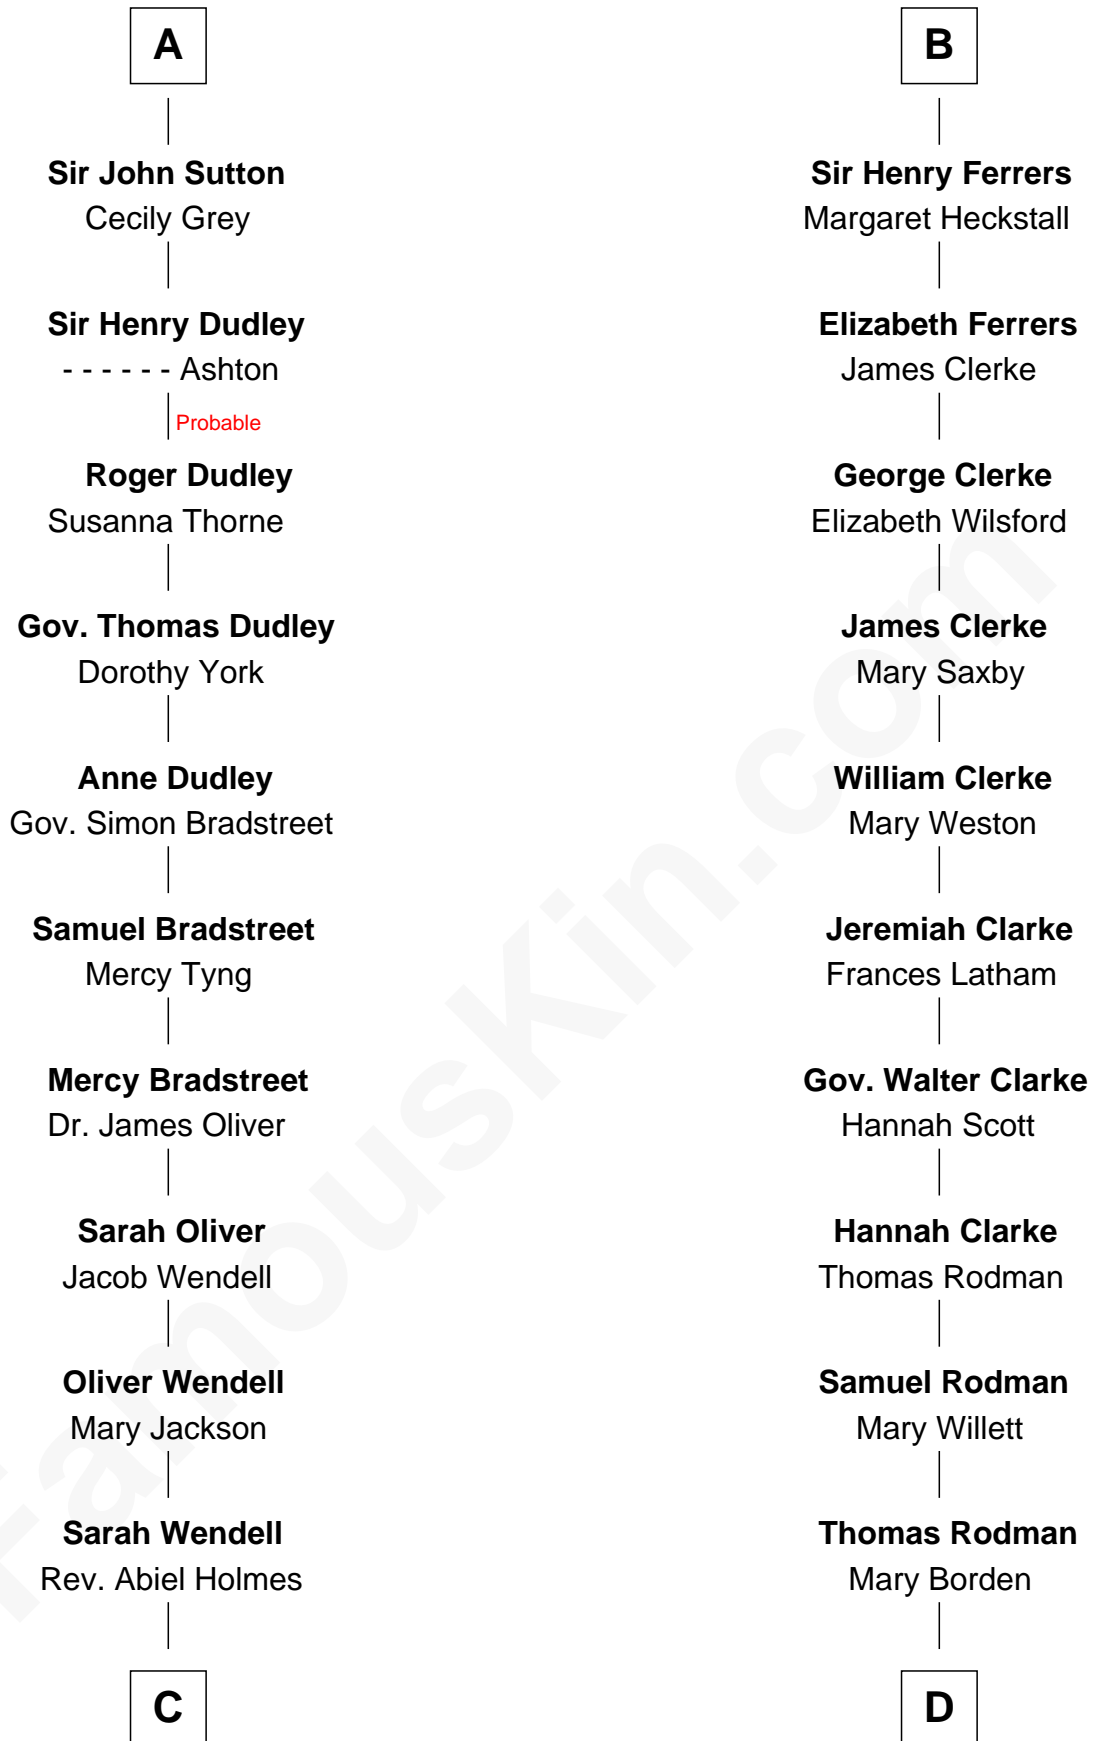 A
Sir John Sutton
Cecily Grey
Sir Henry Dudley
- - - - - - Ashton
Probable
Roger Dudley
Susanna Thorne
Gov. Thomas Dudley
Dorothy York
Anne Dudley
Gov. Simon Bradstreet
Samuel Bradstreet
Mercy Tyng
Mercy Bradstreet
Dr. James Oliver
Sarah Oliver
Jacob Wendell
Oliver Wendell
Mary Jackson
Sarah Wendell
Rev. Abiel Holmes
C
B
Sir Henry Ferrers
Margaret Heckstall
Elizabeth Ferrers
James Clerke
George Clerke
Elizabeth Wilsford
James Clerke
Mary Saxby
William Clerke
Mary Weston
Jeremiah Clarke
Frances Latham
Gov. Walter Clarke
Hannah Scott
Hannah Clarke
Thomas Rodman
Samuel Rodman
Mary Willett
Thomas Rodman
Mary Borden
D
FamousKin.com